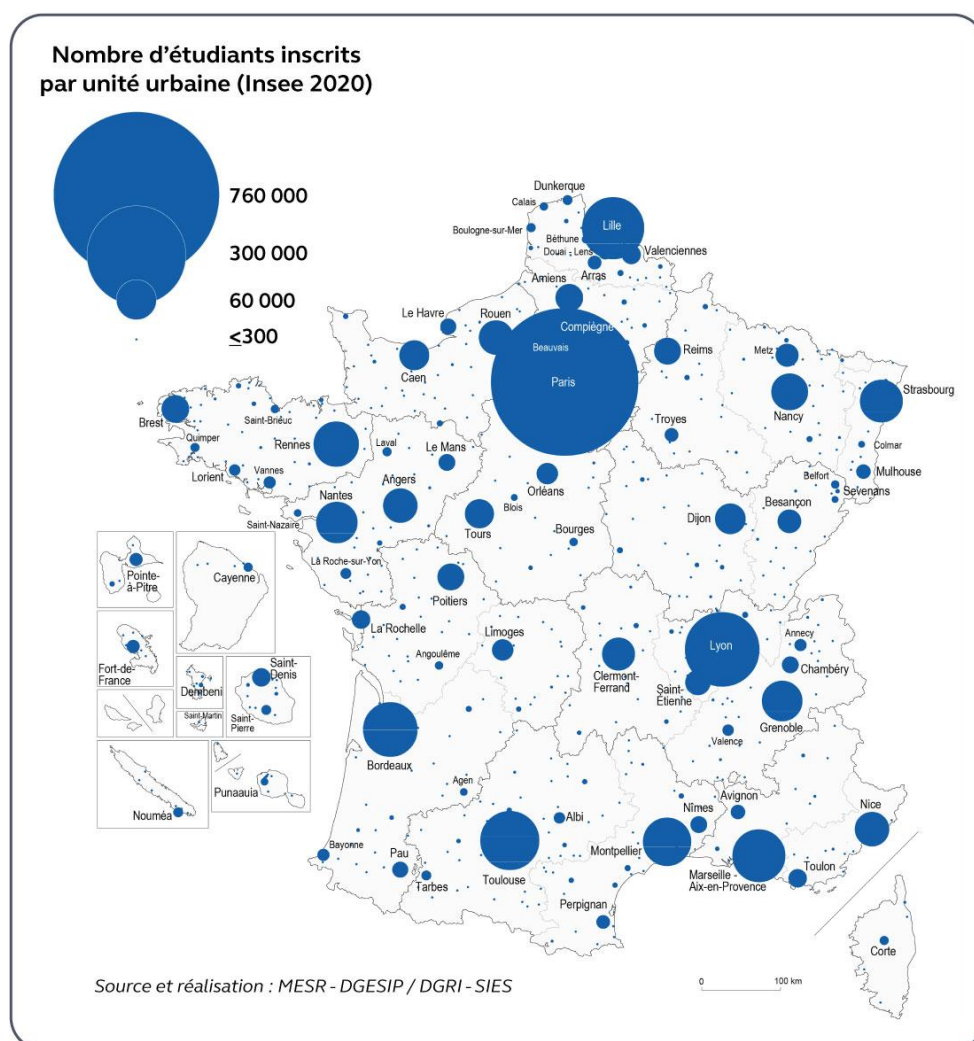 Nombre d'étudiants inscrits
par unité urbaine (Insee 2020)
760 000
300 000
60 000
≤300
Dunkerque
Calais
Lille
Boulogne-sur-Mer
Béthune
Douai - Lens
Valenciennes
Arras
Amiens
Le Havre
Rouen
Compiègne
Beauvais
Reims
Metz
Caen
Paris
Strasbourg
Nancy
Brest
Saint-Brieuc
Troyes
Quimper
Rennes
Laval
Le Mans
Colmar
Lorient
Vannes
Orléans
Mulhouse
Angers
Belfort
Sevenans
Nantes
Blois
Besançon
Saint-Nazaire
Tours
Bourges
Dijon
La Roche-sur-Yon
Pointe-
à-Pitre
Cayenne
Poitiers
La Rochelle
Limoges
Lyon
Annecy
Fort-de-
France
Saint-
Denis
Angoulême
Clermont-
Ferrand
Saint-
Etienne
Chambéry
Dembeni
Saint-Martin
Saint-
Pierre
Grenoble
Valence
Bordeaux
Punaauia
Agen
Avignon
Nouméa
Albi
Nîmes
Nice
Bayonne
Pau
Montpellier
Marseille -
Aix-en-Provence
Toulon
Tarbes
Toulouse
Perpignan
Corte
Source et réalisation : MESR - DGESIP / DGRI - SIES
0 100 km